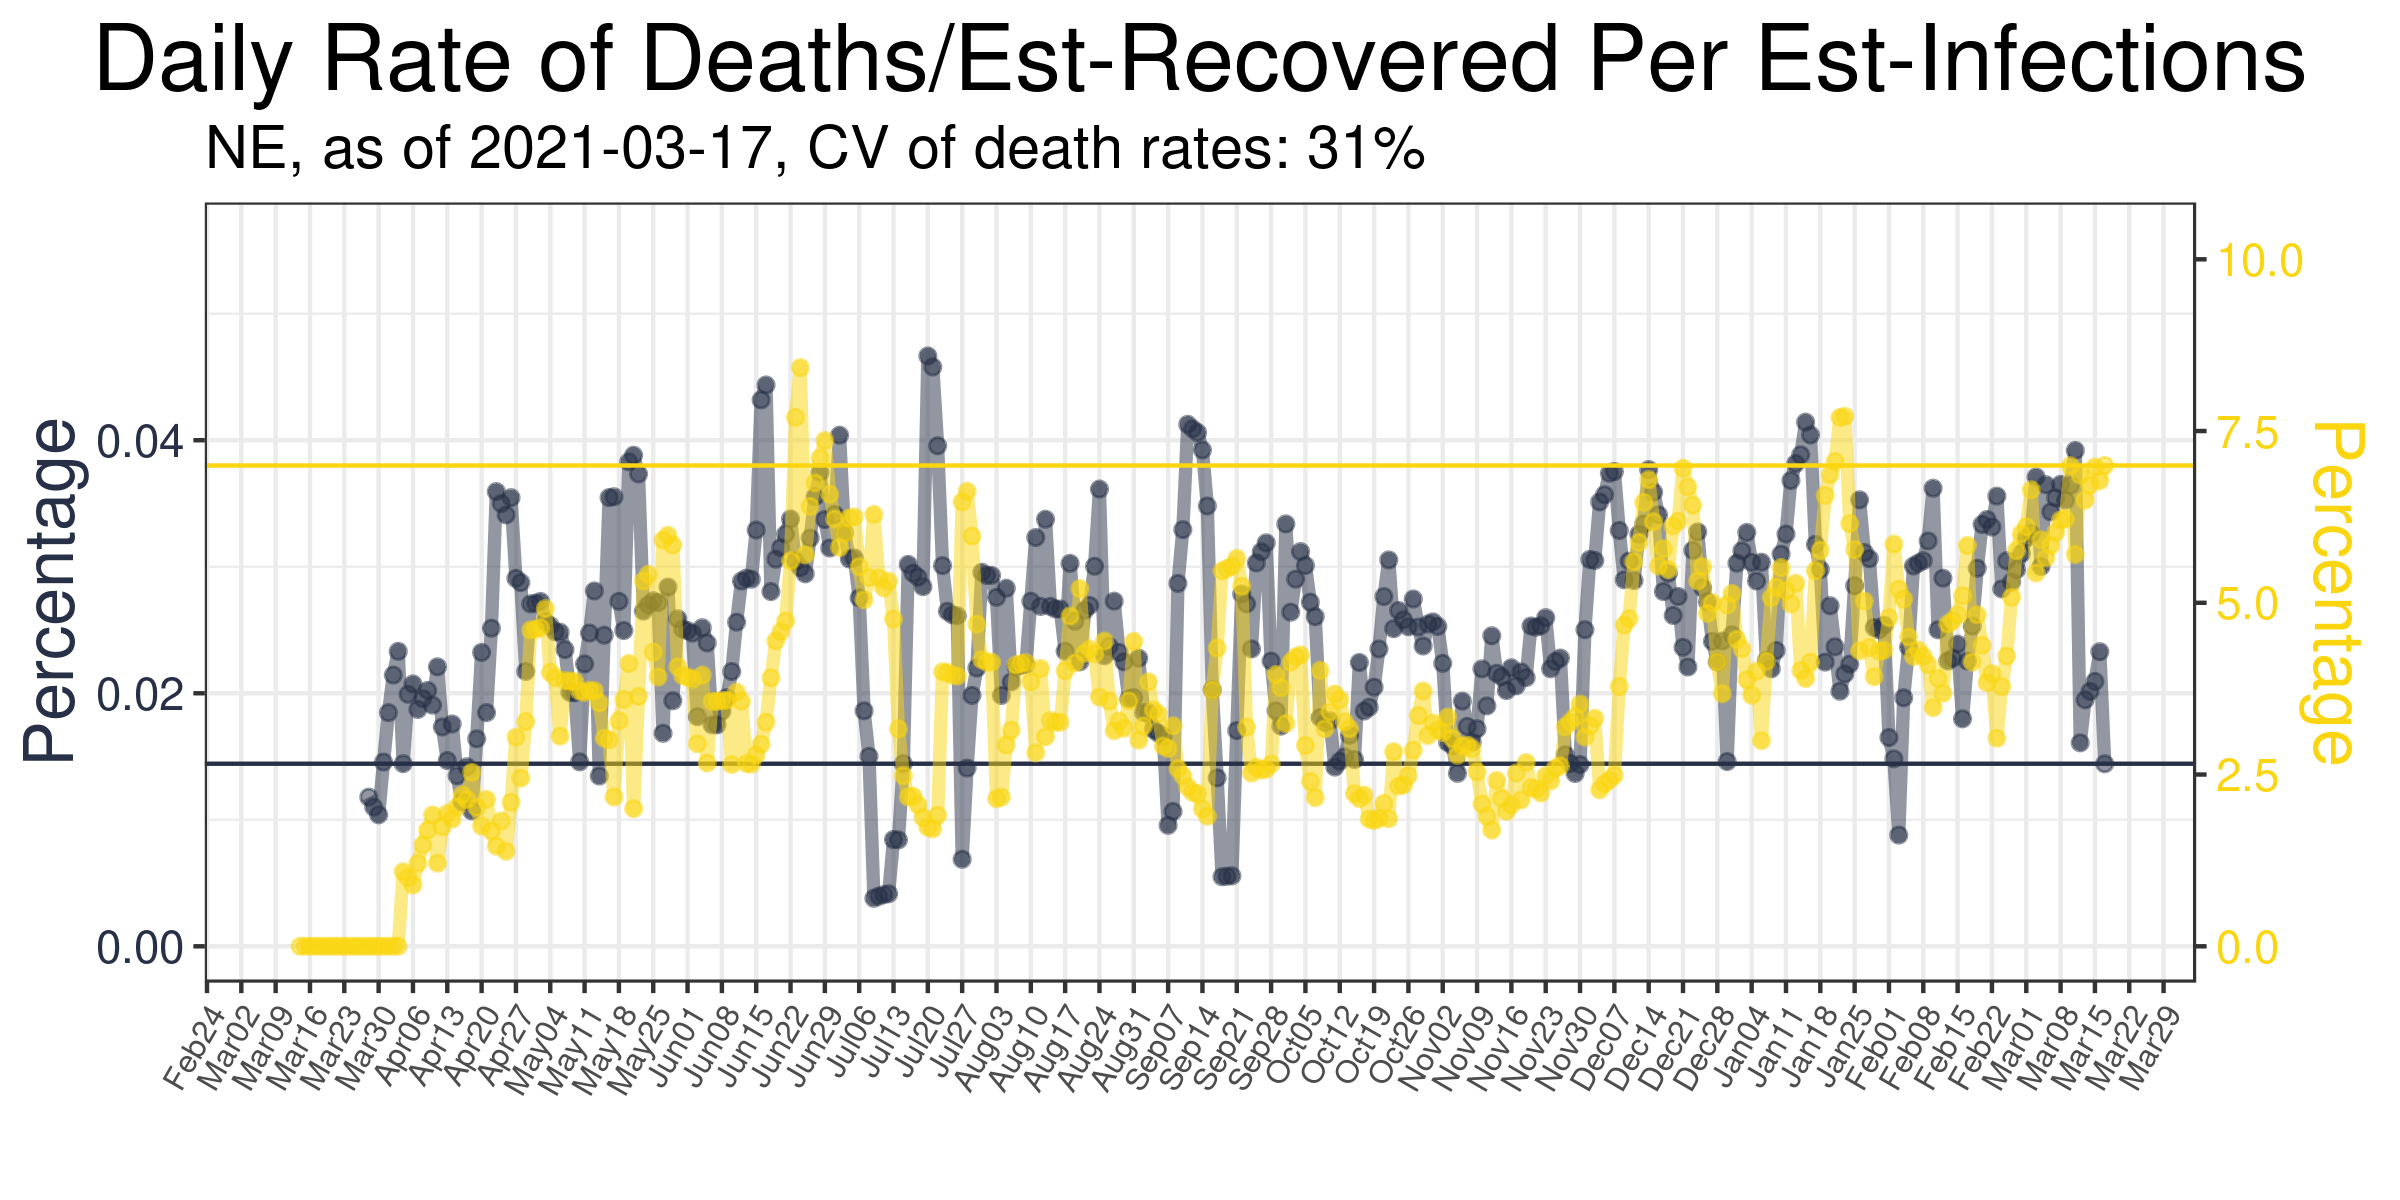 Daily Rate of Deaths/Est-Recovered Per Est-Infections
NE, as of 2021-03-17, CV of death rates: 31%
Percentage
0.04
0.02
0.00
10.0
7.5
5.0
2.5
0.0
Percentage
Feb24
Mar02
Mar09
Mar16
Mar23
Mar30
Apr06
Apr13
Apr20
Apr27
May04
May11
May18
May25
Jun01
Jun08
Jun15
Jun22
Jun29
Jul06
Jul13
Jul20
Jul27
Aug03
Aug10
Aug17
Aug24
Aug31
Sep07
Sep14
Sep21
Sep28
Oct05
Oct12
Oct19
Oct26
Nov02
Nov09
Nov16
Nov23
Nov30
Dec07
Dec14
Dec21
Dec28
Jan04
Jan11
Jan18
Jan25
Feb01
Feb08
Feb15
Feb22
Mar01
Mar08
Mar15
Mar22
Mar29